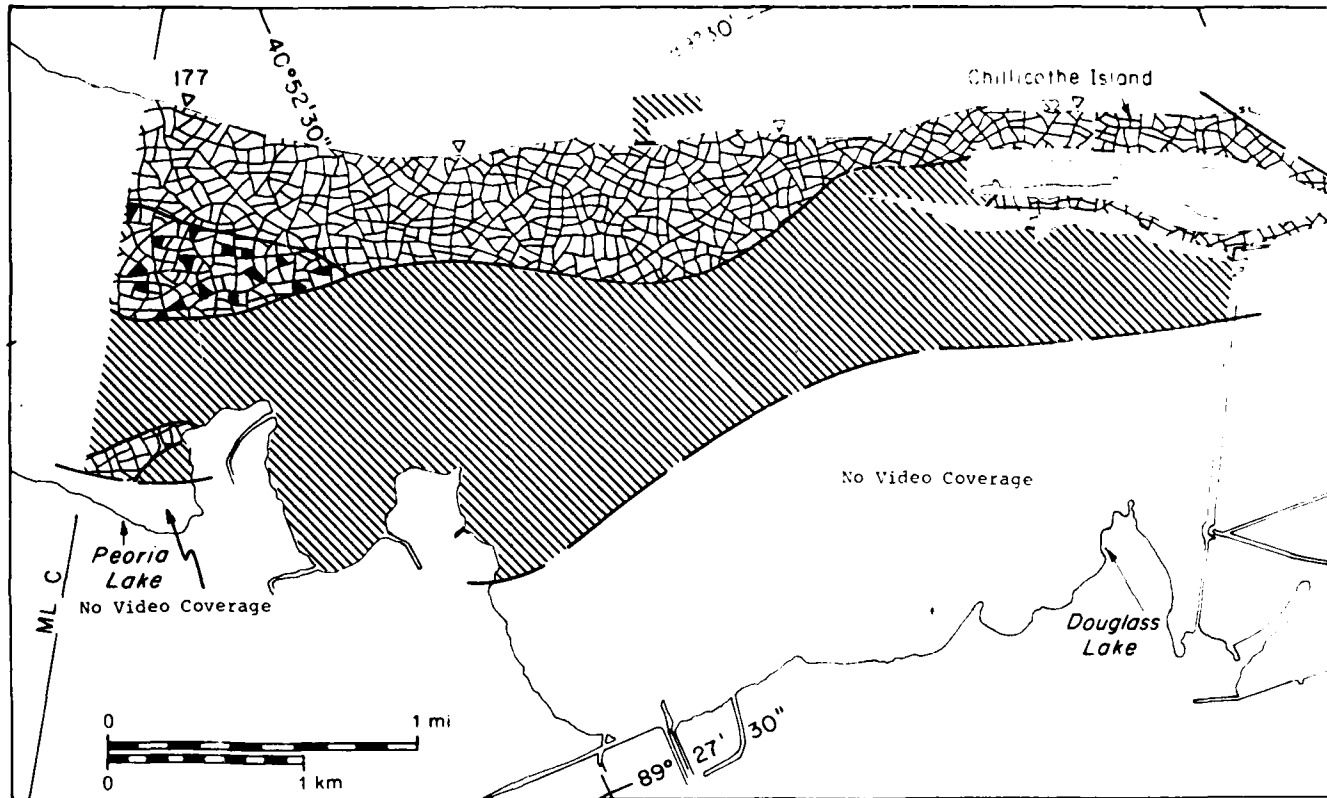 177
40°52'30"
Chillicothe Island
No Video Coverage
Peoria
Lake
No Video Coverage
ML C
Douglass
Lake
0 1 mi
0 1 km
89° 27' 30"